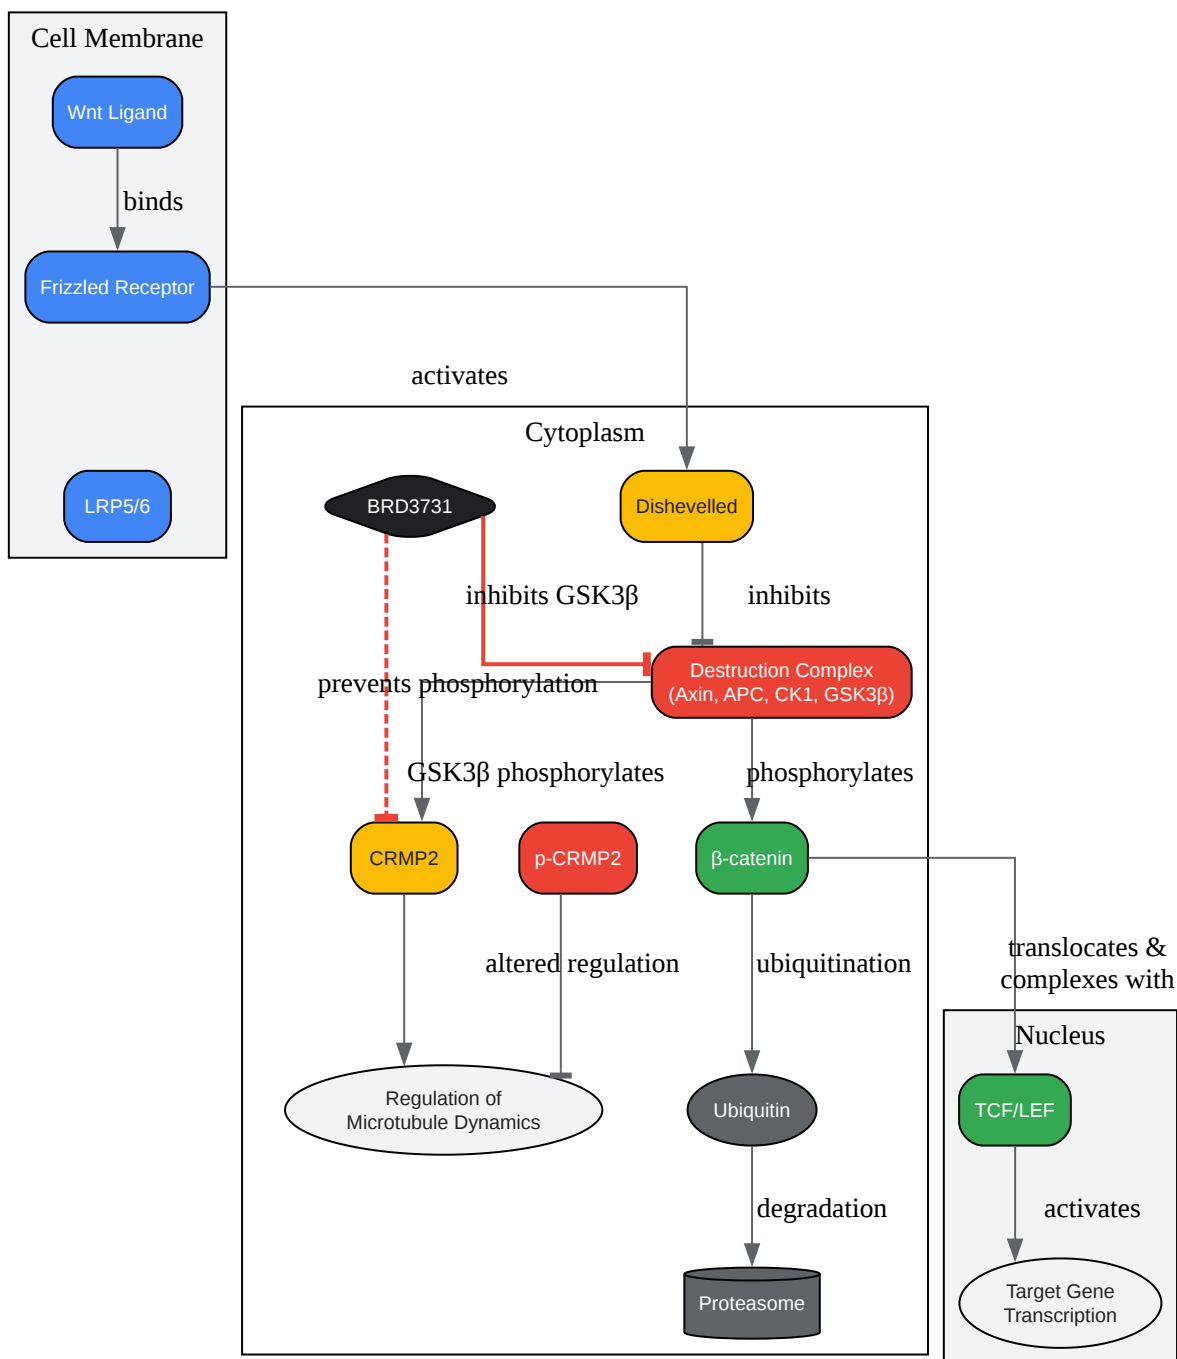 Cell Membrane
Wnt Ligand
binds
Frizzled Receptor
activates
Cytoplasm
LRP5/6
BRD3731
Dishevelled
inhibits GSK3β
inhibits
Destruction Complex
(Axin, APC, CK1, GSK3β)
prevents phosphorylation
GSK3β phosphorylates
phosphorylates
CRMP2
p-CRMP2
β-catenin
altered regulation
ubiquitination
translocates &
complexes with
Nucleus
Regulation of
Microtubule Dynamics
Ubiquitin
TCF/LEF
degradation
activates
Proteasome
Target Gene
Transcription